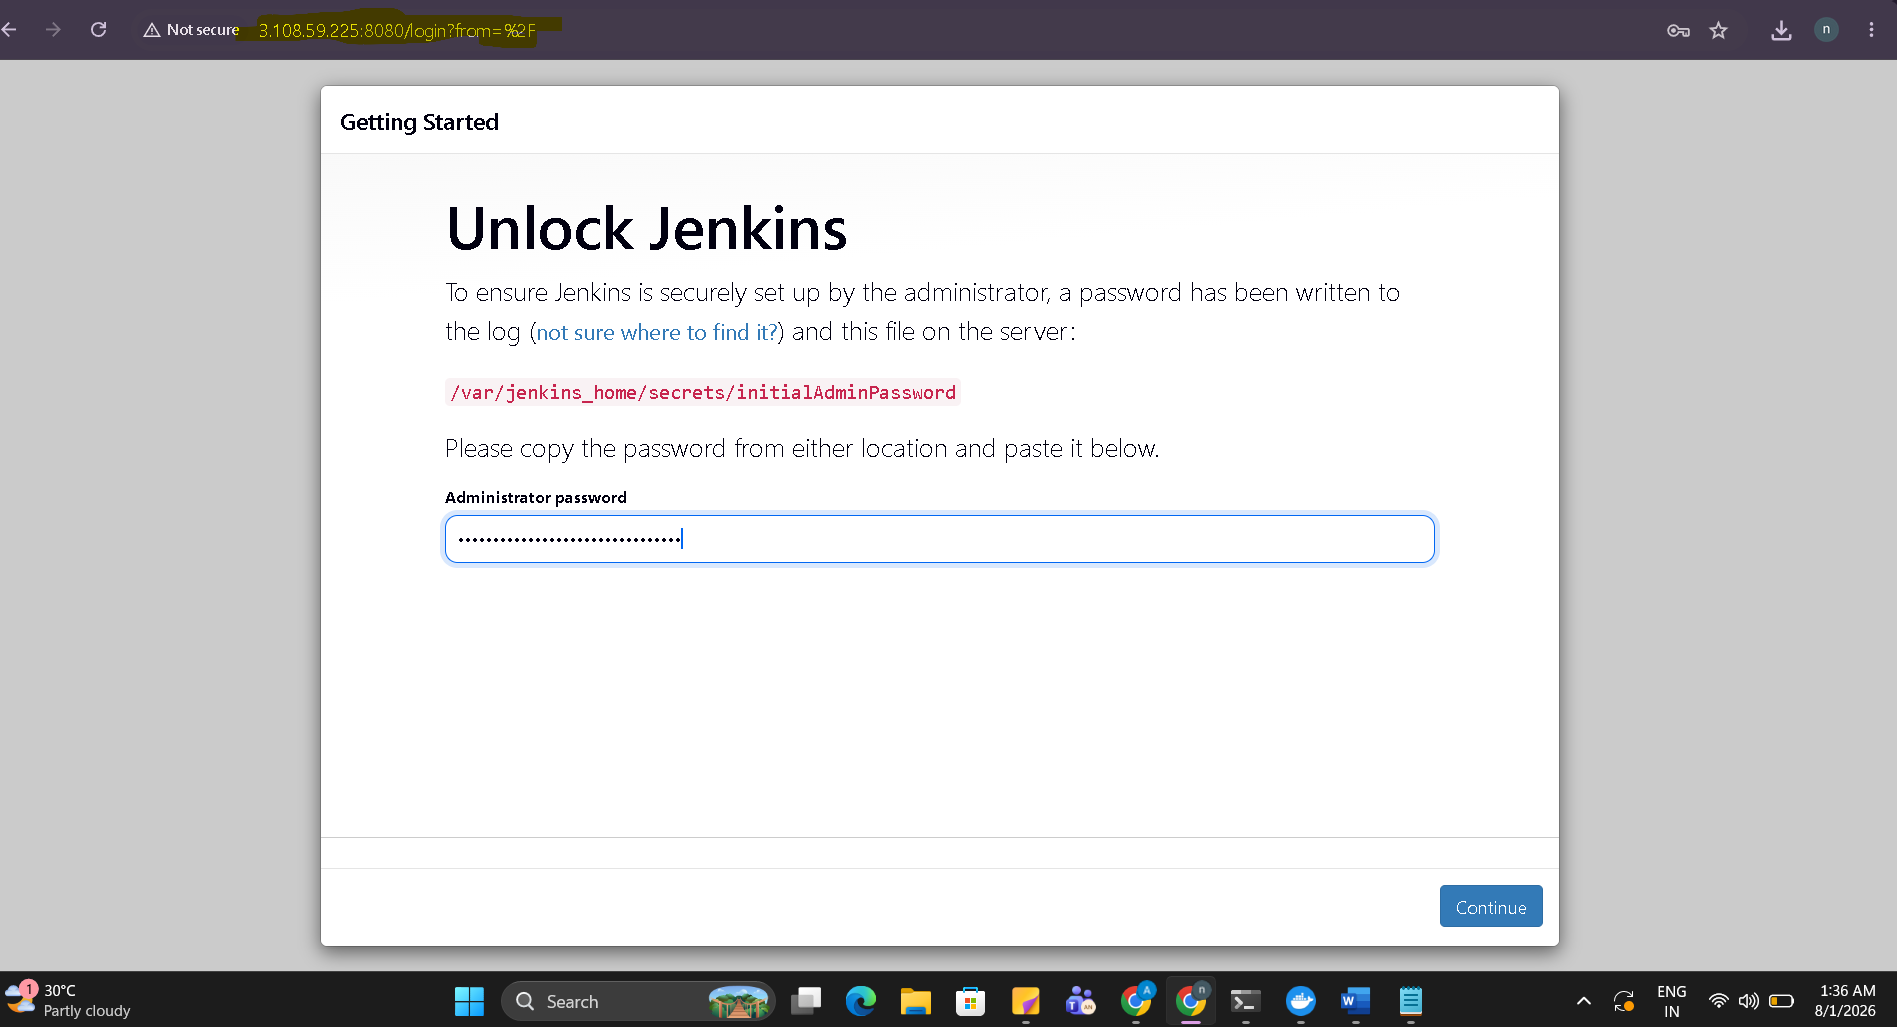 Not secure 3.108.59.225:8080/login?from=%2F
n
Getting Started
Unlock Jenkins
To ensure Jenkins is securely set up by the administrator, a password has been written to
the log (not sure where to find it?) and this file on the server:
/var/jenkins_home/secrets/initialAdminPassword
Please copy the password from either location and paste it below.
Administrator password
•••••••••••••••••••••••••••••••• 
Continue
1
30°C
Partly cloudy
Search
T
AN
A
n
W
ENG
IN
1:36 AM
8/1/2026